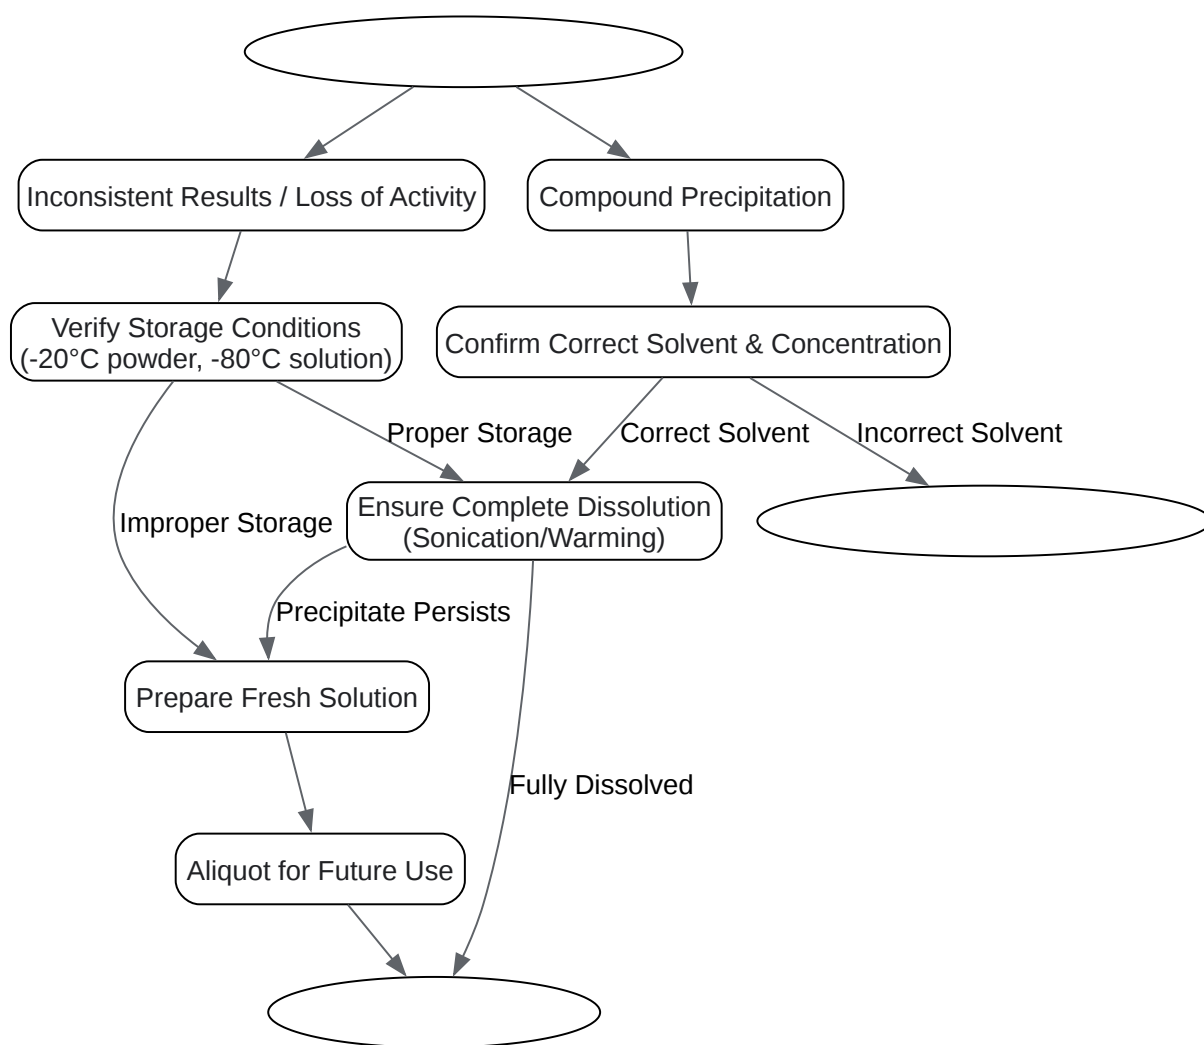 Inconsistent Results / Loss of Activity
Compound Precipitation
Verify Storage Conditions
(-20°C powder, -80°C solution)
Confirm Correct Solvent & Concentration
Proper Storage
Correct Solvent
Incorrect Solvent
Ensure Complete Dissolution
(Sonication/Warming)
Improper Storage
Precipitate Persists
Prepare Fresh Solution
Fully Dissolved
Aliquot for Future Use